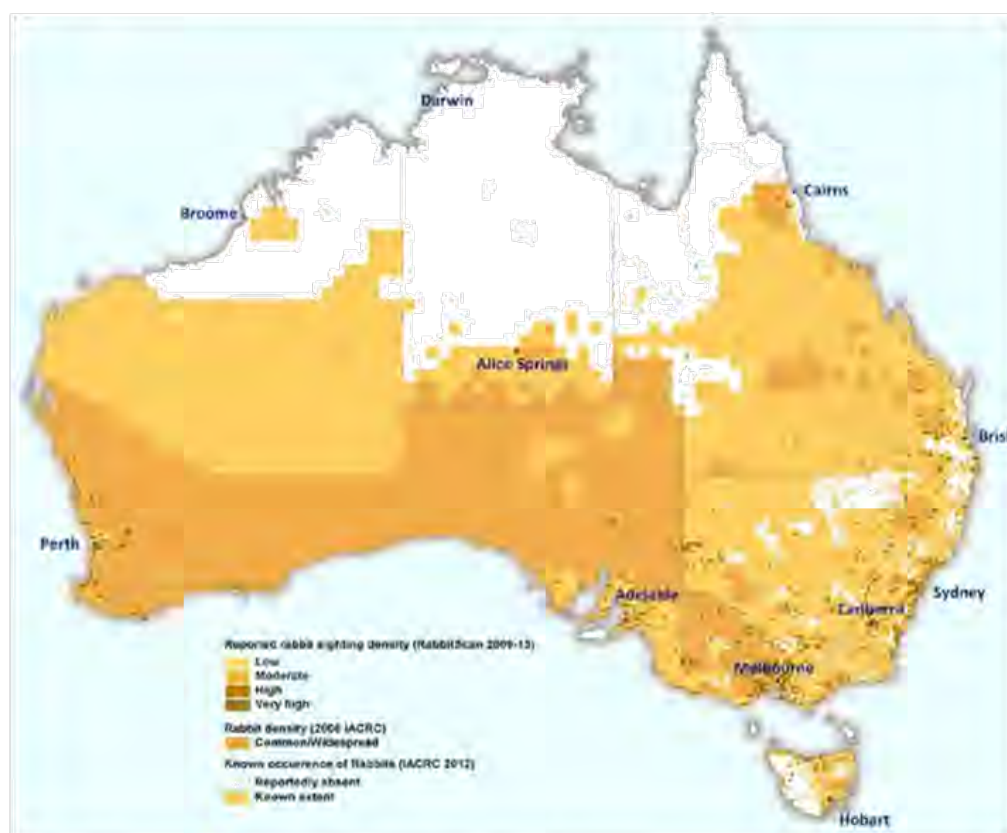 Darwin
Cairns
Broome
Alice Springs
Bris
Perth
Adelaide
Sydney
Canberra
Melbourne
Reported rabbit sighting density (RabbitScan 2009-15)
Low
Moderate
High
Very high
Rabbit density (2006 IACRC)
Common/Widespread
Known occurrence of Rabbits (IACRC 2012)
Reportedly absent
Known extent
Hobart